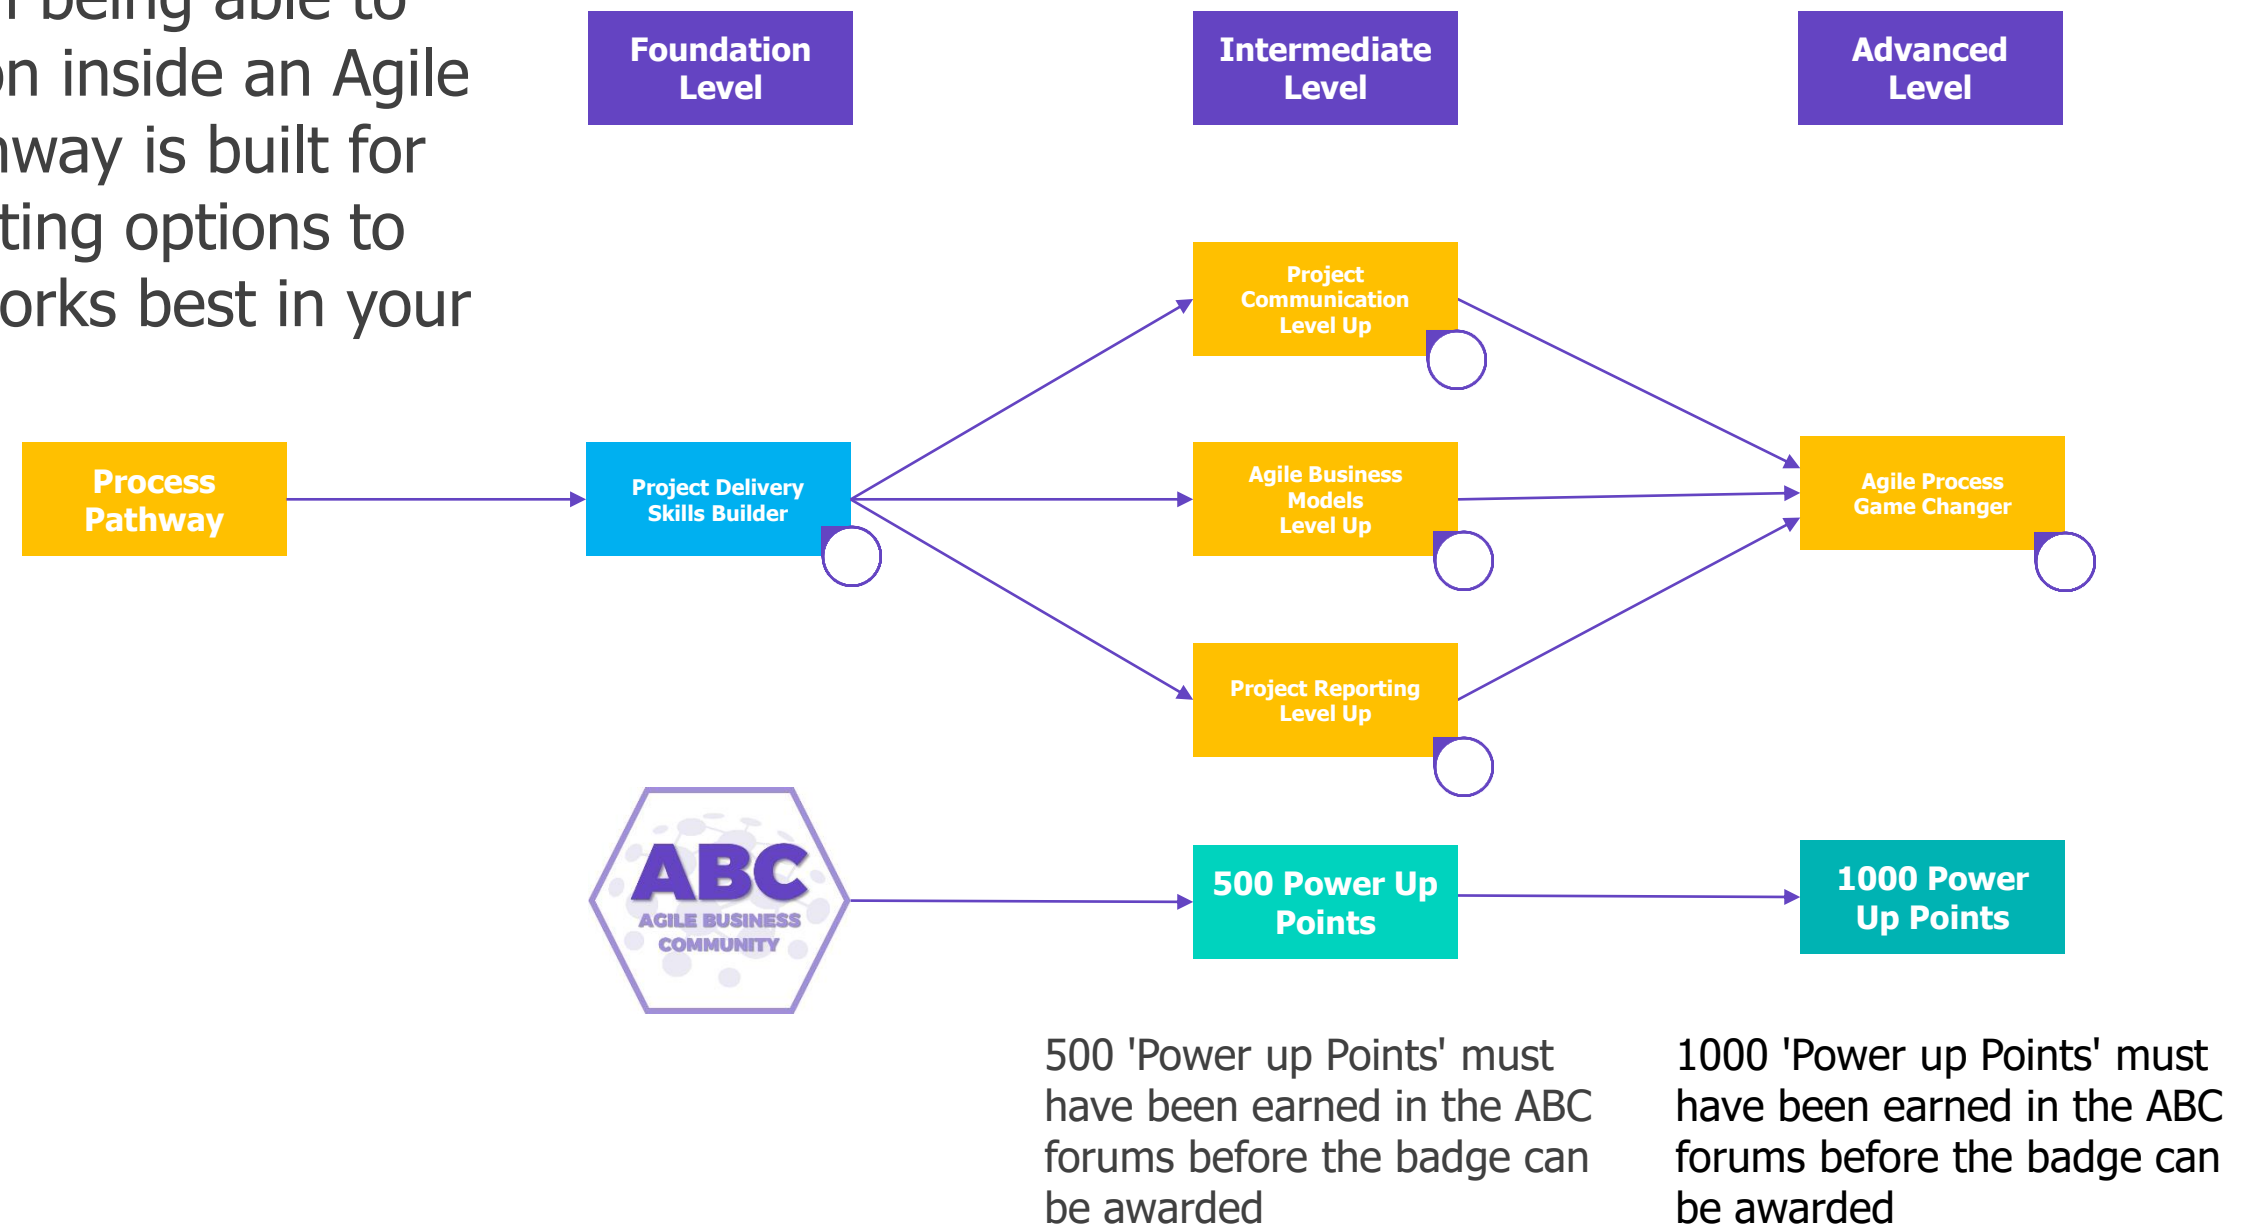 being able to
on inside an Agile
way is built for
ting options to
orks best in your
Foundation
Level
Intermediate
Level
Advanced
Level
Project
Communication
Level Up
Process
Pathway
Project Delivery
Skills Builder
Agile Business
Models
Level Up
Agile Process
Game Changer
Project Reporting
Level Up
ABC
AGILE BUSINESS
COMMUNITY
500 Power Up
Points
1000 Power
Up Points
500 'Power up Points' must
have been earned in the ABC
forums before the badge can
be awarded
1000 'Power up Points' must
have been earned in the ABC
forums before the badge can
be awarded